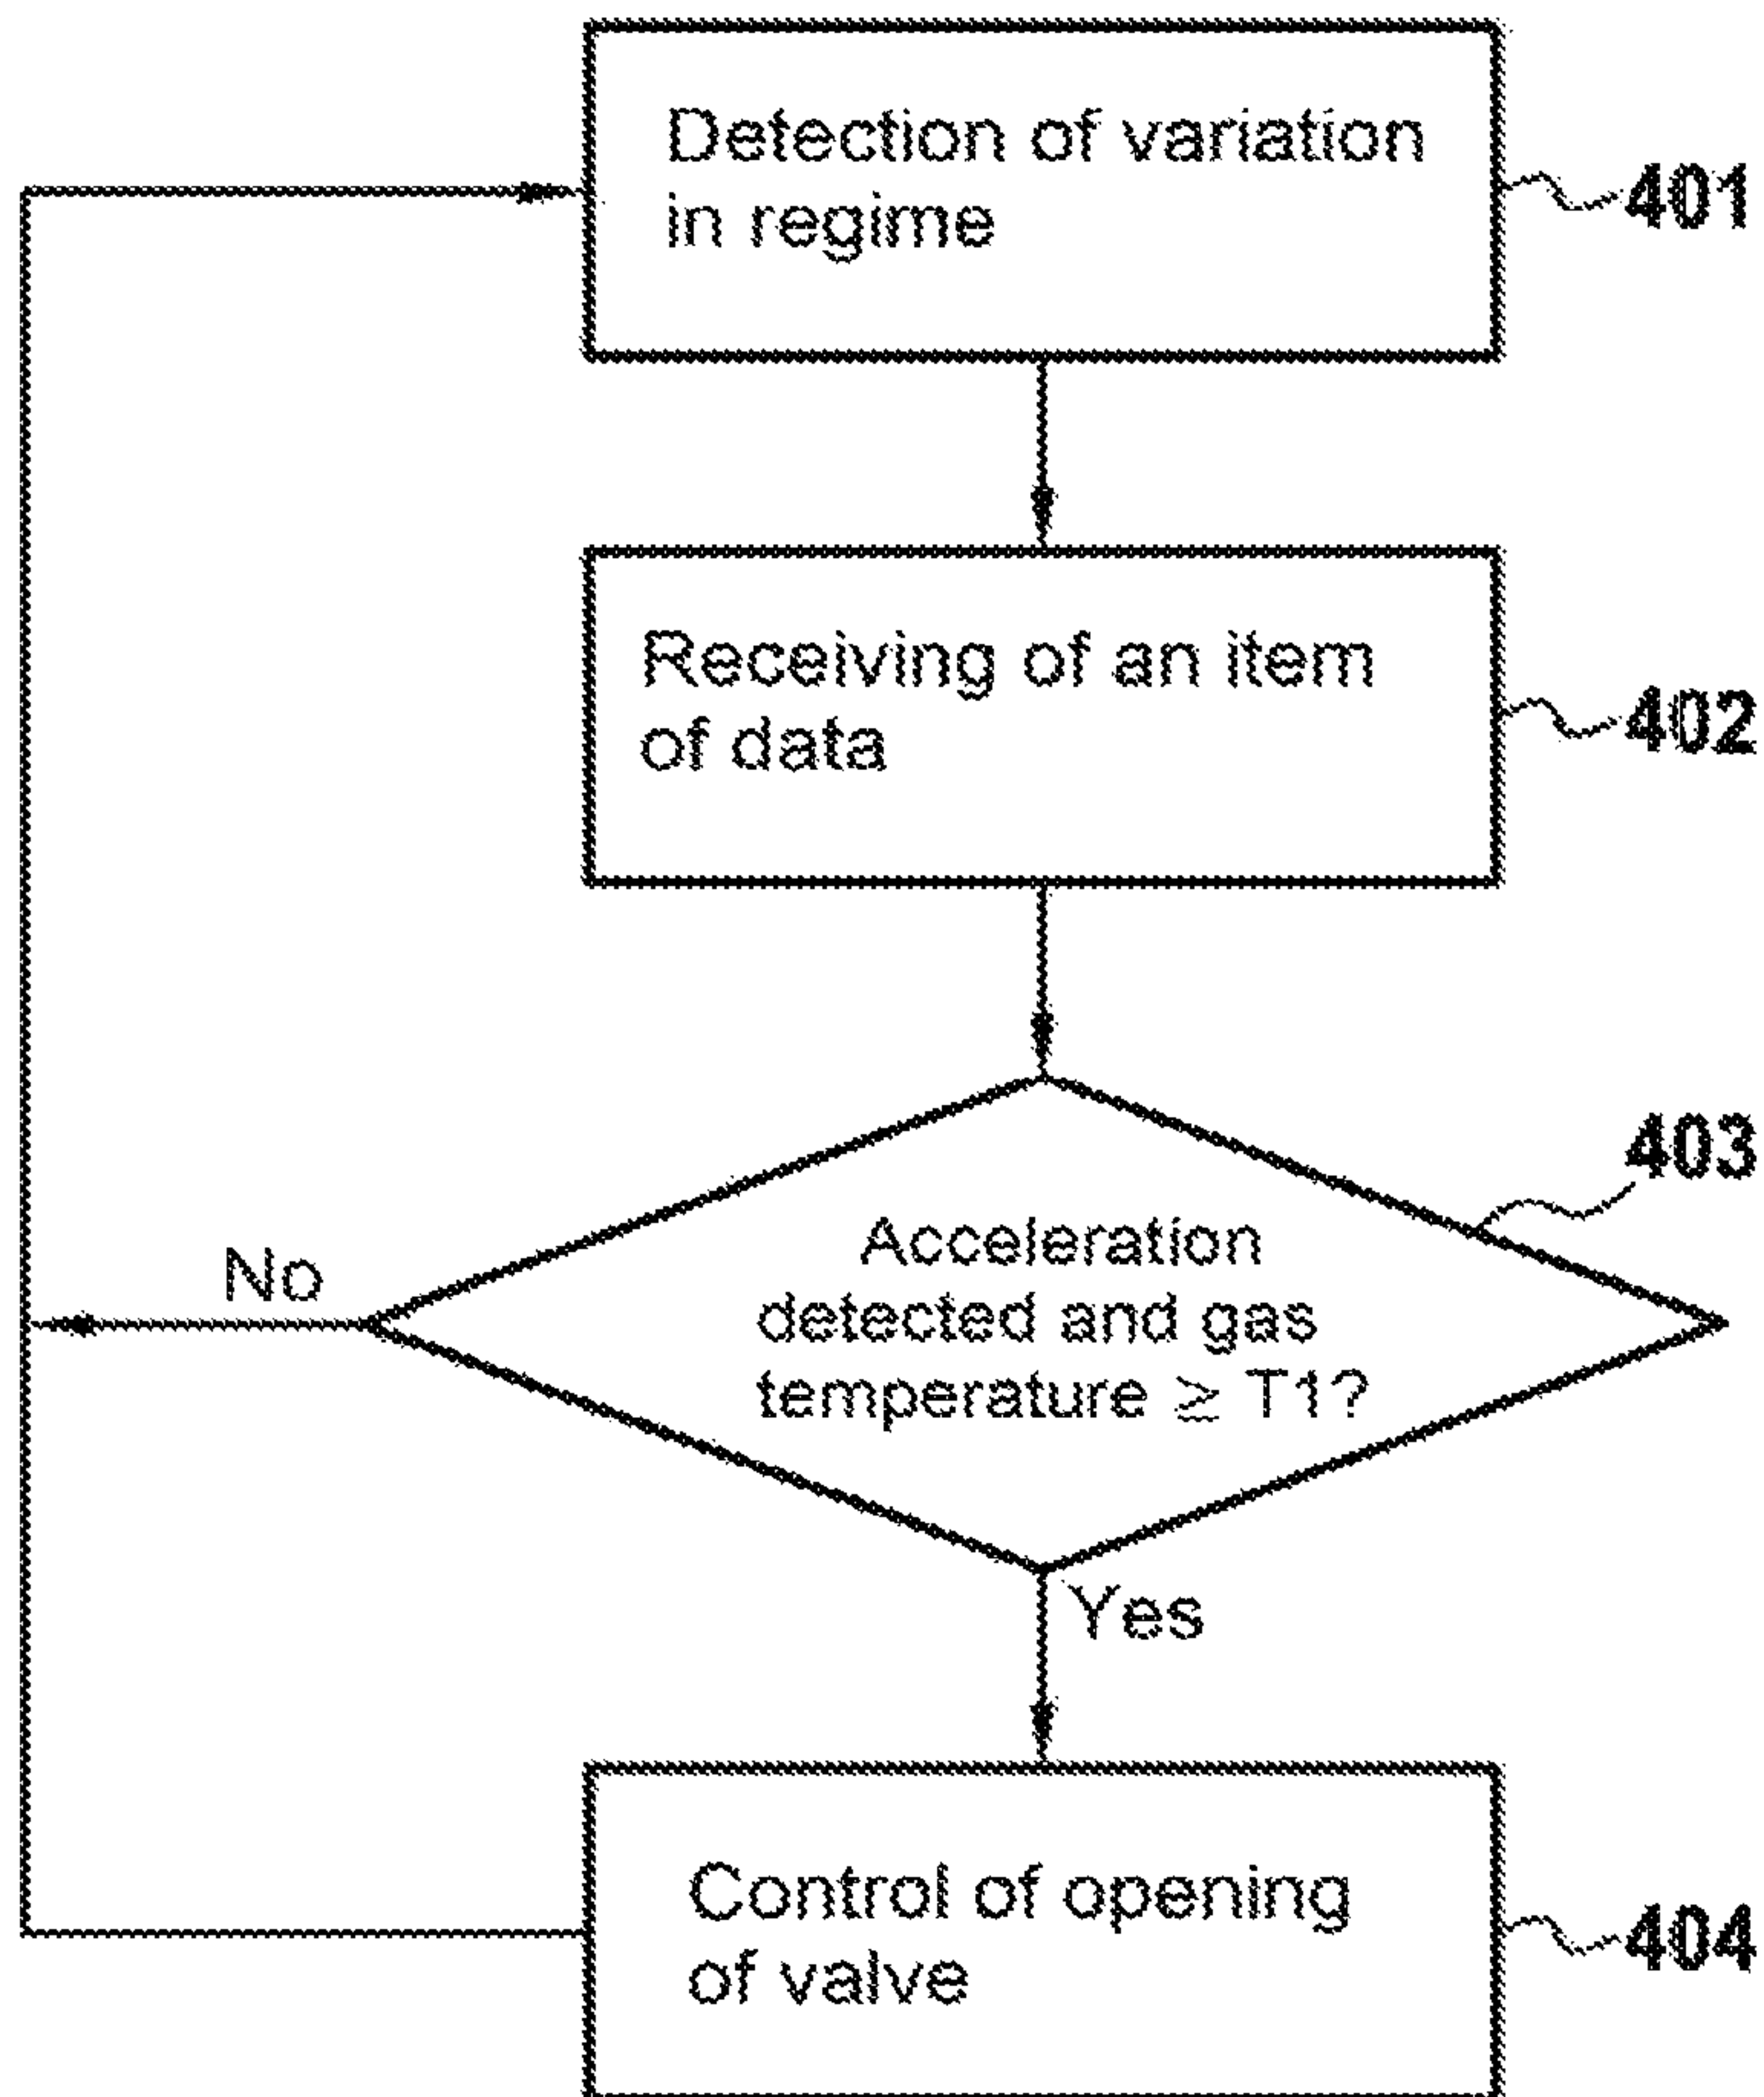 Detection of variation
in regime
401
Receiving of an item
of data
402
403
Acceleration
detected and gas
temperature ≥ T1?
No
Yes
Control of opening
of valve
404